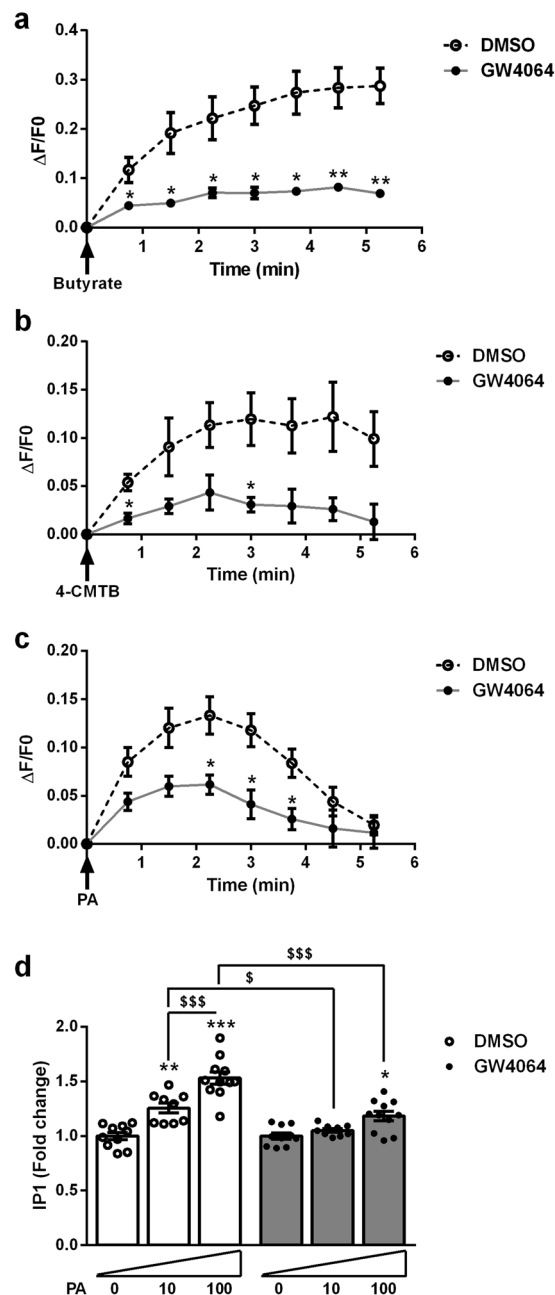 a
DMSO
GW4064
0.4
0.3
0.2
0.1
0.0
ΔF/F0
* * * * * ** **
1 2 3 4 5 6
Time (min)
Butyrate
b
DMSO
GW4064
0.20
0.15
0.10
0.05
0.00
ΔF/F0
* *
1 2 3 4 5 6
Time (min)
4-CMTB
c
DMSO
GW4064
0.20
0.15
0.10
0.05
0.00
ΔF/F0
* * *
1 2 3 4 5 6
Time (min)
PA
d
$$$
$
$$$
DMSO
GW4064
** *** *
2.0
1.5
1.0
0.5
0.0
IP1 (Fold change)
PA 0 10 100 0 10 100